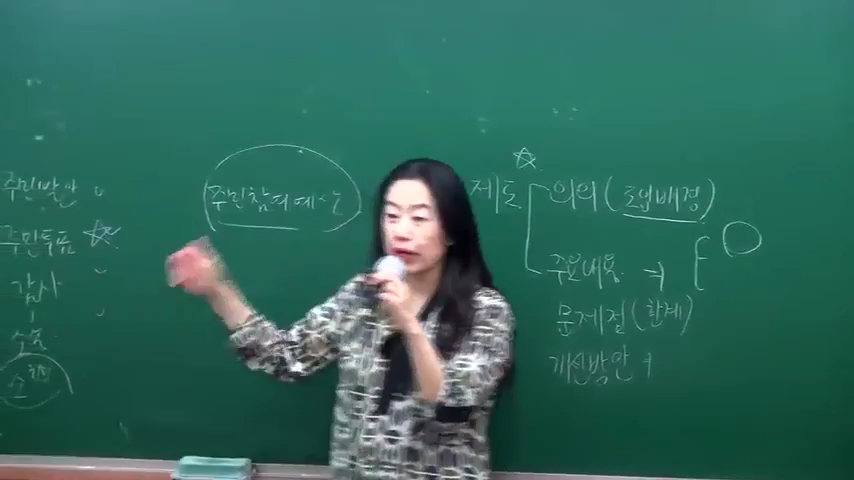 주민발안
주민투표
감사
소환
주민참여예산
제도
의의(도입배경)
주요내용 →
문제점(한계)
개선방안